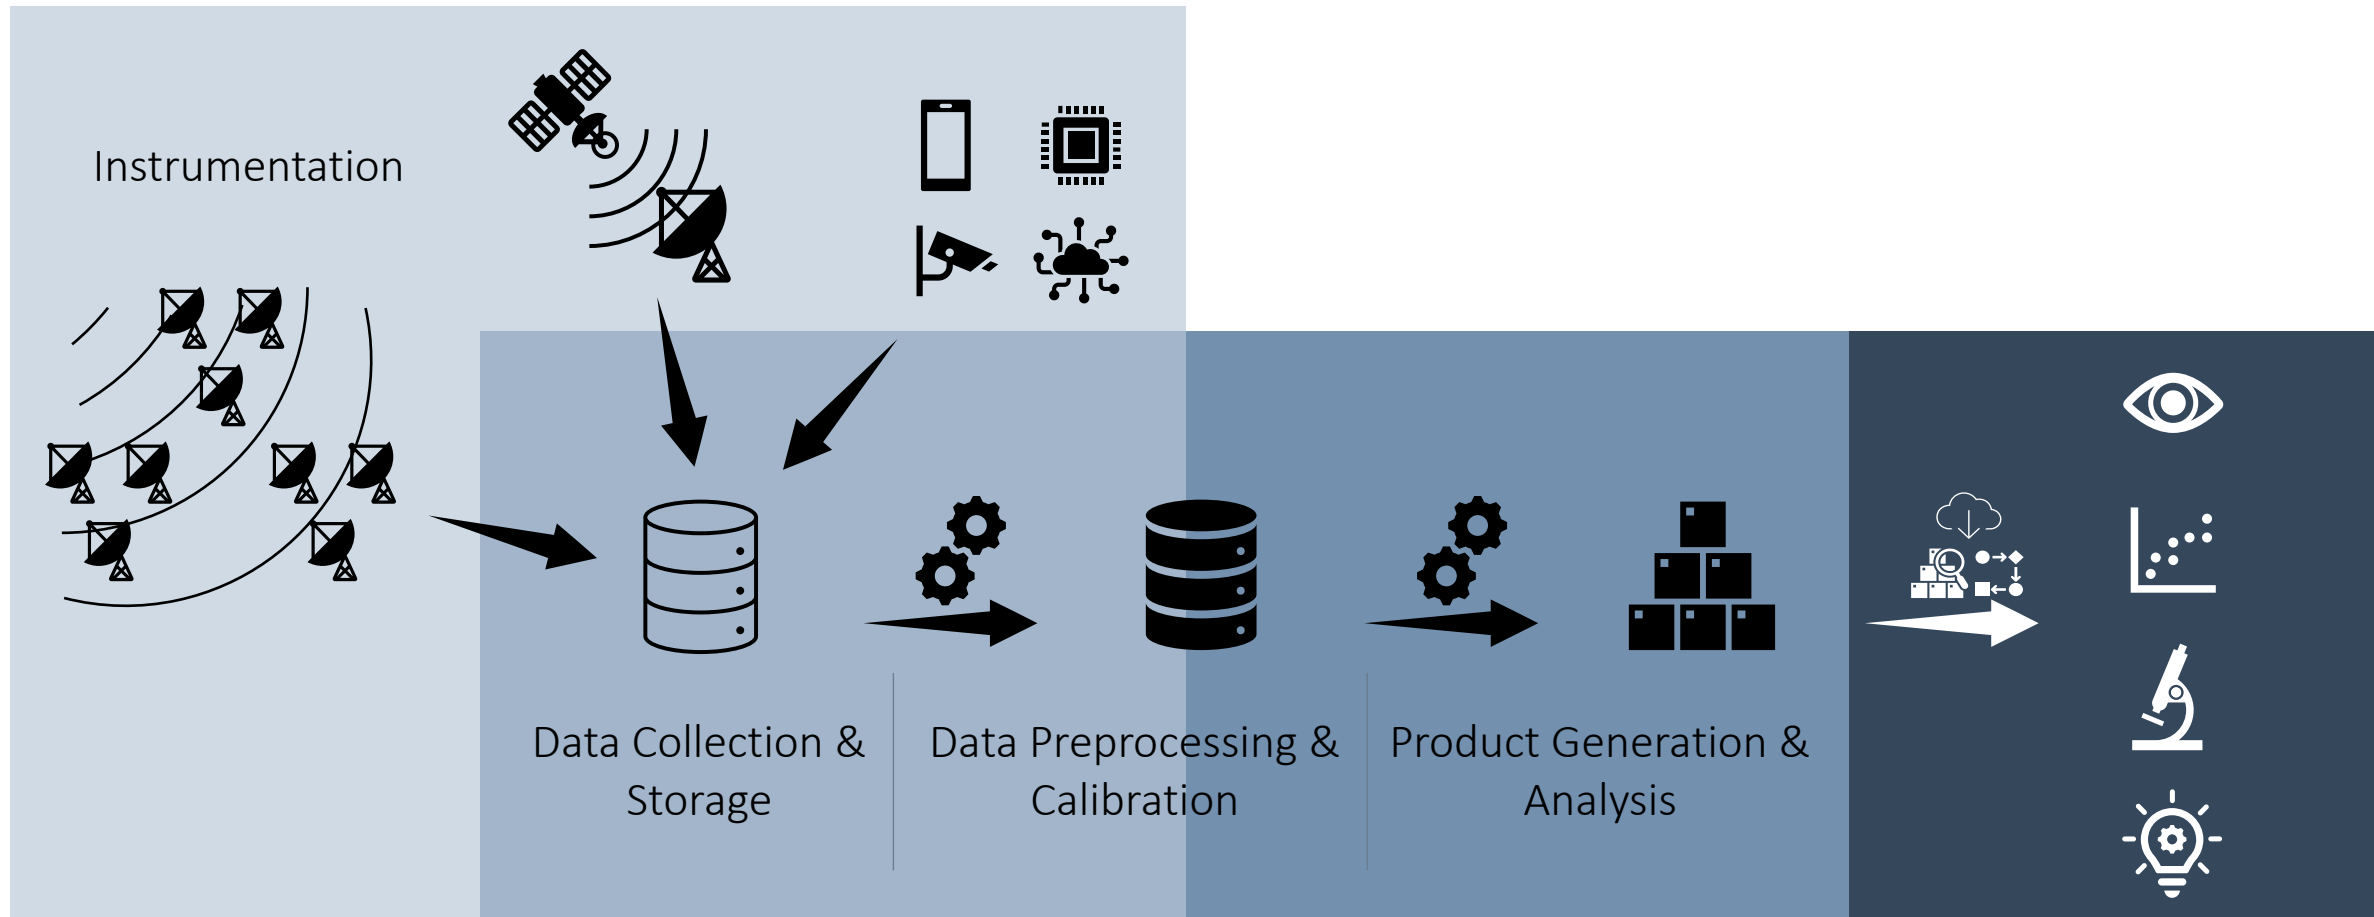 Instrumentation
Data Collection &
Storage
Data Preprocessing &
Calibration
Product Generation &
Analysis